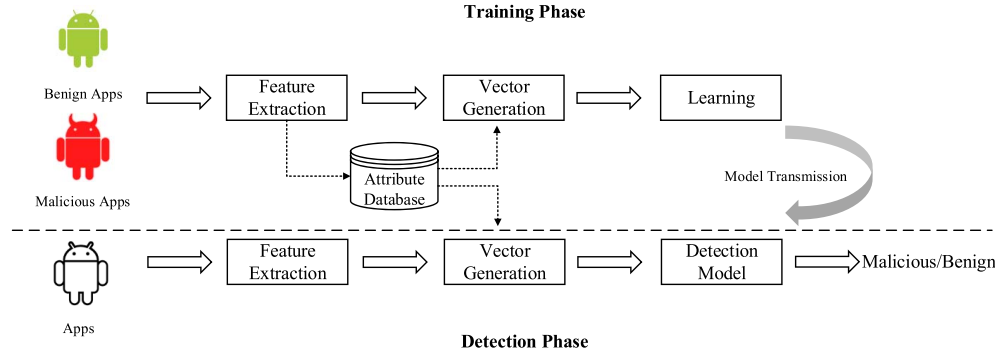 Training Phase
Benign Apps
Feature
Extraction
Vector
Generation
Learning
Malicious Apps
Attribute
Database
Model Transmission
Apps
Feature
Extraction
Vector
Generation
Detection
Model
Malicious/Benign
Detection Phase